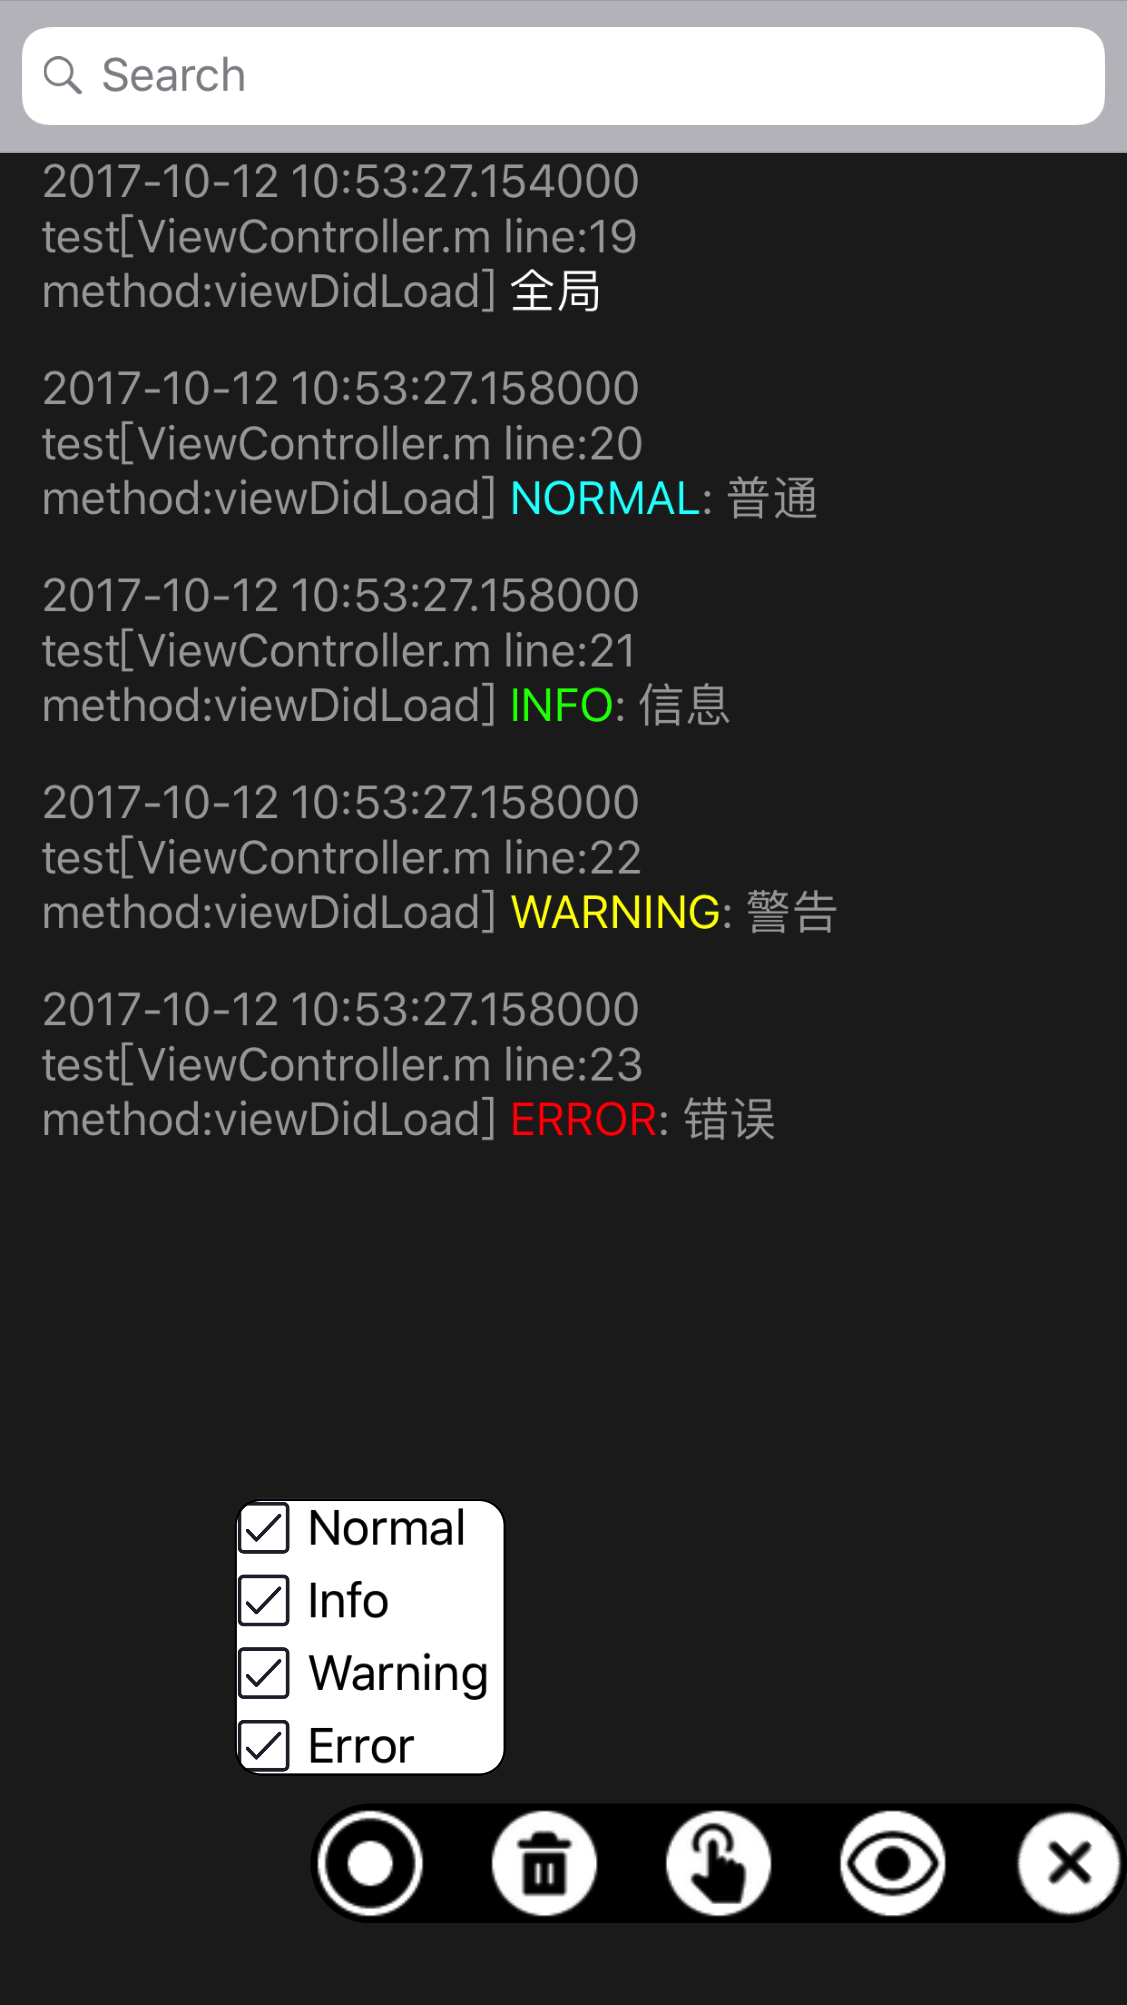 Search
2017-10-12 10:53:27.154000
test[ViewController.m line:19
method:viewDidLoad] 全局
2017-10-12 10:53:27.158000
test[ViewController.m line:20
method:viewDidLoad] NORMAL: 普通
2017-10-12 10:53:27.158000
test[ViewController.m line:21
method:viewDidLoad] INFO: 信息
2017-10-12 10:53:27.158000
test[ViewController.m line:22
method:viewDidLoad] WARNING: 警告
2017-10-12 10:53:27.158000
test[ViewController.m line:23
method:viewDidLoad] ERROR: 错误
Normal
Info
Warning
Error